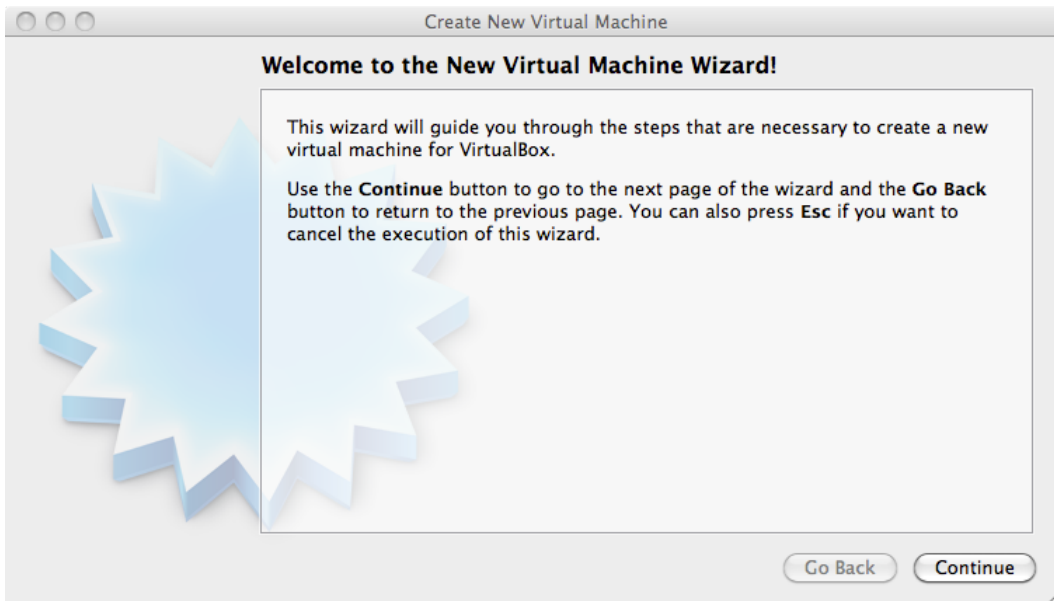 Create New Virtual Machine
Welcome to the New Virtual Machine Wizard!
This wizard will guide you through the steps that are necessary to create a new
virtual machine for VirtualBox.
Use the Continue button to go to the next page of the wizard and the Go Back
button to return to the previous page. You can also press Esc if you want to
cancel the execution of this wizard.
Go Back
Continue